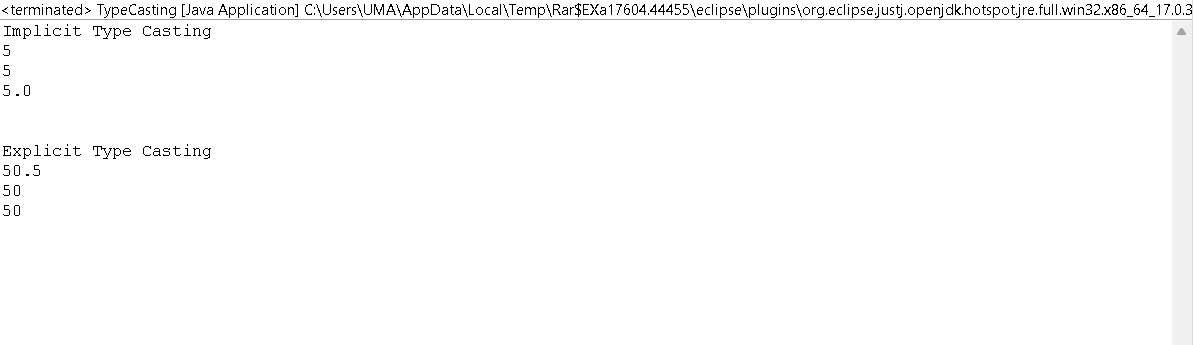 <terminated> TypeCasting [Java Application] C:\Users\UMA\AppData\Local\Temp\Rar$EXa17604.44455\eclipse\plugins\org.eclipse.justj.openjdk.hotspot.jre.full.win32.x86_64_17.0.3
Implicit Type Casting
5
5
5.0
Explicit Type Casting
50.5
50
50